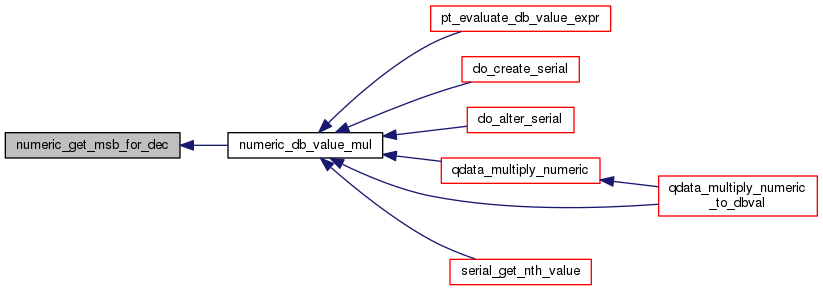 pt_evaluate_db_value_expr
do_create_serial
do_alter_serial
numeric_get_msb_for_dec
numeric_db_value_mul
qdata_multiply_numeric
qdata_multiply_numeric
_to_dbval
serial_get_nth_value